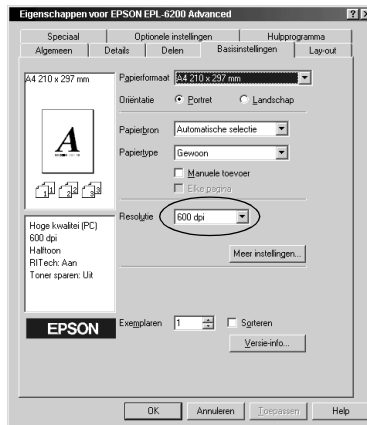 Eigenschappen voor EPSON EPL-6200 Advanced
Speciaal Optionele instellingen Hulpprogramma
Algemeen Details Delen Basisinstellingen Lay-out
A4 210 x 297 mm
Papierformaat A4 210 x 297 mm
Oriëntatie Portret Landschap
A
Papierbron Automatische selectie
Papiertype Gewoon
Manuele toevoer
Elke pagina
Resolutie 600 dpi
Hoge kwaliteit (PC)
600 dpi
Halftoon
RITech: Aan
Toner sparen: Uit
Meer instellingen...
EPSON
Exemplaren 1 Sorteren
Versie-info...
OK Annuleren Toepassen Help